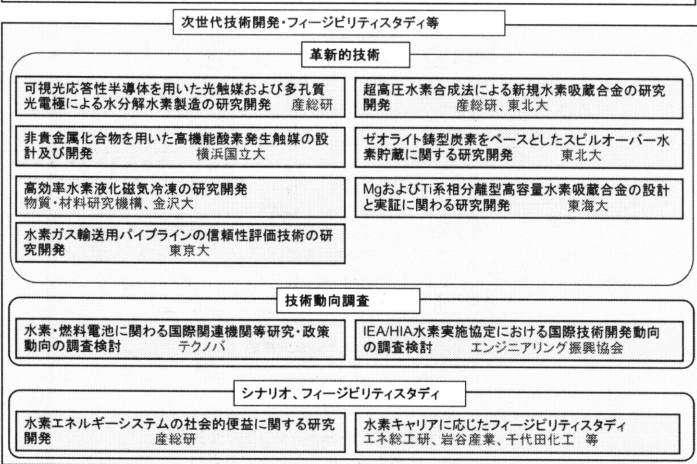 次世代技術開発・フィージビリティスタディ等
革新的技術
可視光応答性半導体を用いた光触媒および多孔質
光電極による水分解水素製造の研究開発 産総研
非貴金属化合物を用いた高機能酸素発生触媒の設
計及び開発 横浜国立大
高効率水素液化磁気冷凍の研究開発
物質・材料研究機構、金沢大
水素ガス輸送用パイプラインの信頼性評価技術の研
究開発 東京大
超高圧水素合成法による新規水素吸蔵合金の研究
開発 産総研、東北大
ゼオライト鋳型炭素をベースとしたスピルオーバー水
素貯蔵に関する研究開発 東北大
MgおよびTi系相分離型高容量水素吸蔵合金の設計
と実証に関わる研究開発 東海大
技術動向調査
水素・燃料電池に関わる国際関連機関等研究・政策
動向の調査検討 テクノバ
IEA/HIA水素実施協定における国際技術開発動向
の調査検討 エンジニアリング振興協会
シナリオ、フィージビリティスタディ
水素エネルギーシステムの社会的便益に関する研究
開発 産総研
水素キャリアに応じたフィージビリティスタディ
エネ総工研、岩谷産業、千代田化工 等